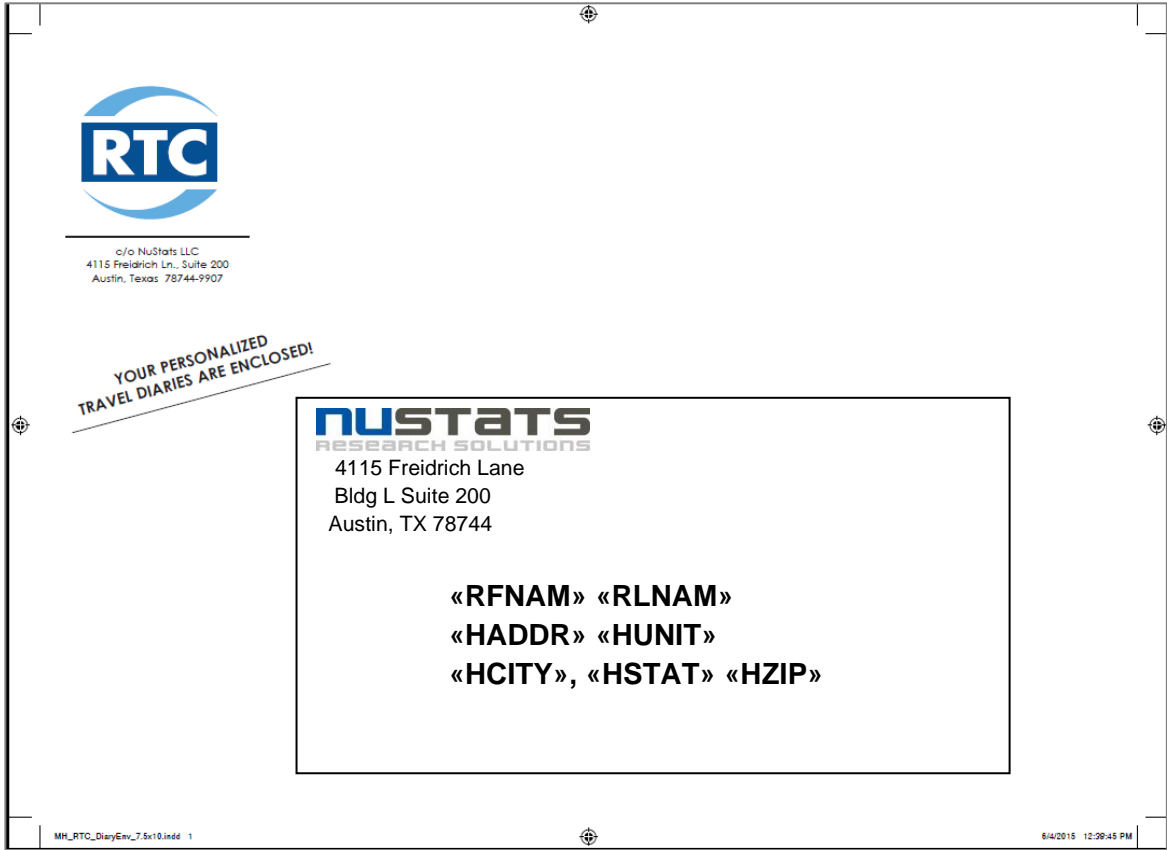 RTC
c/o NuStats LLC
4115 Freidrich Ln., Suite 200
Austin, Texas 78744-9907
YOUR PERSONALIZED
TRAVEL DIARIES ARE ENCLOSED!
nustats
RESEARCH SOLUTIONS
4115 Freidrich Lane
Bldg L Suite 200
Austin, TX 78744
«RFNAM» «RLNAM»
«HADDR» «HUNIT»
«HCITY», «HSTAT» «HZIP»
MH_RTC_DiaryEnv_7.5x10.indd 1
6/4/2015 12:39:45 PM